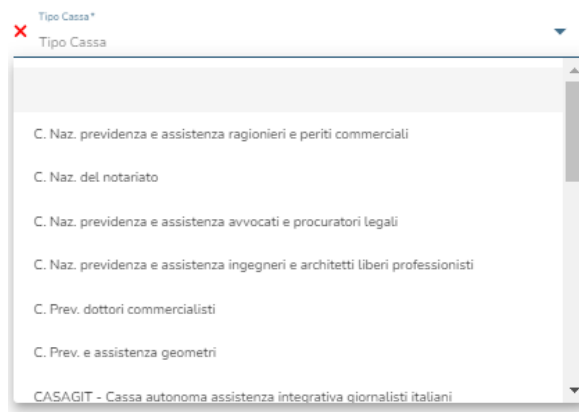 Tipo Cassa*
Tipo Cassa
C. Naz. previdenza e assistenza ragionieri e periti commerciali
C. Naz. del notariato
C. Naz. previdenza e assistenza avvocati e procuratori legali
C. Naz. previdenza e assistenza ingegneri e architetti liberi professionisti
C. Prev. dottori commercialisti
C. Prev. e assistenza geometri
CASAGIT - Cassa autonoma assistenza integrativa giornalisti italiani